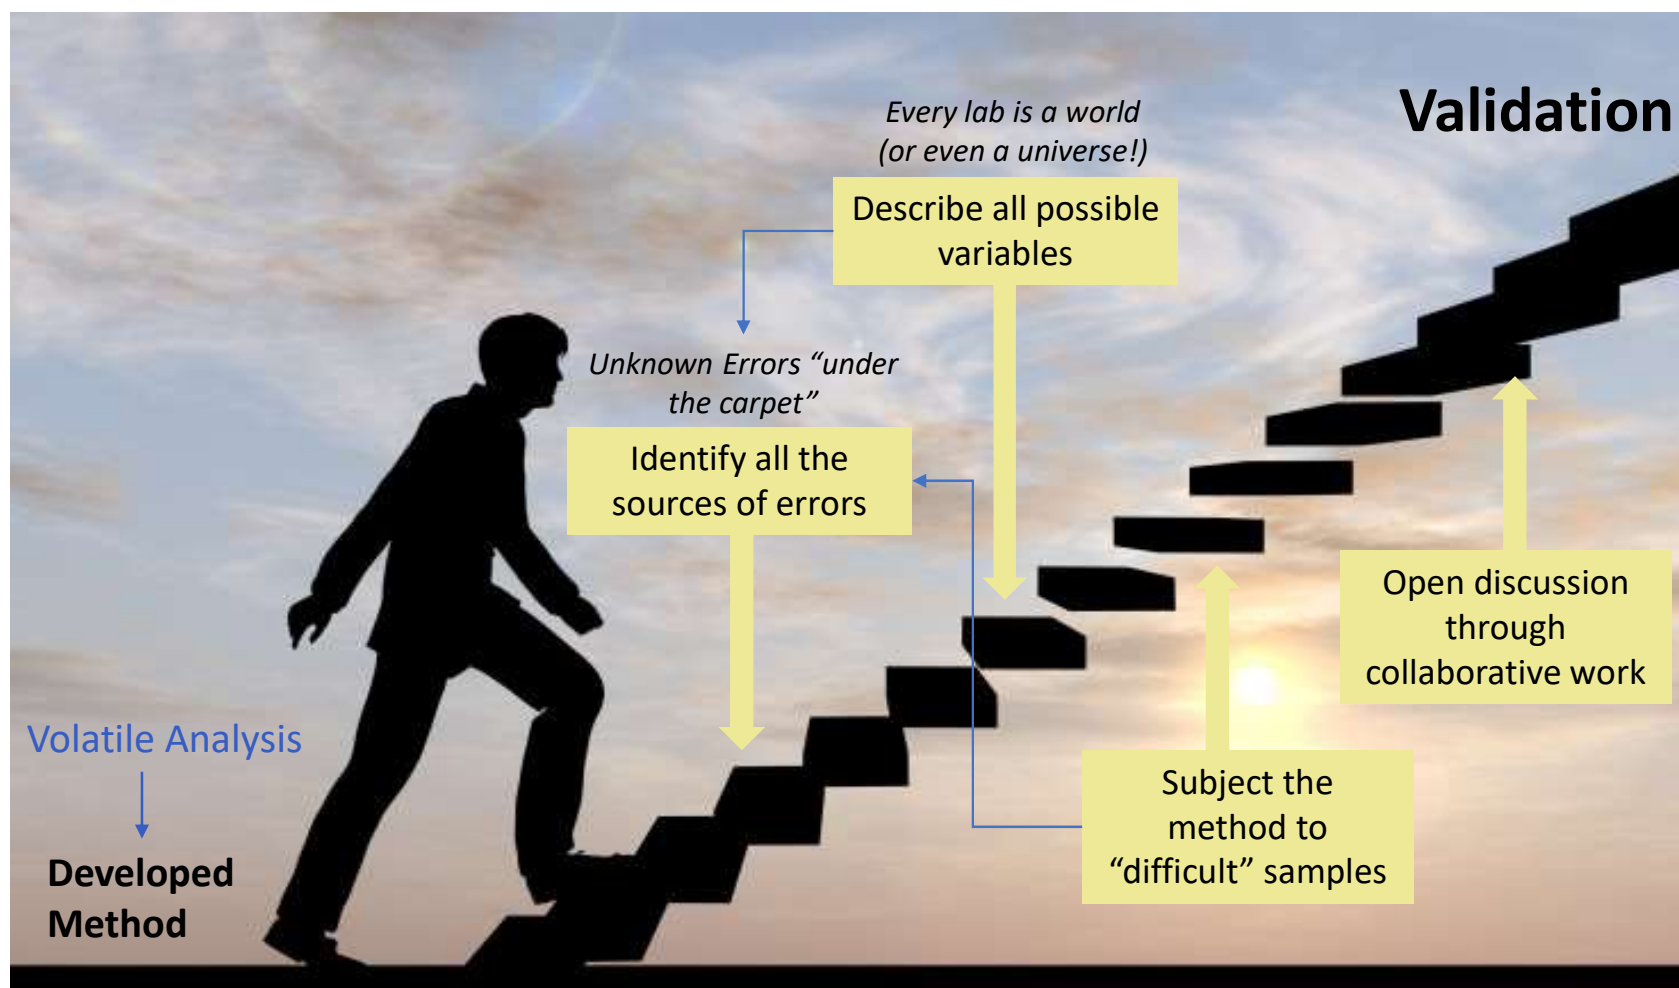 Validation
Every lab is a world
(or even a universe!)
Describe all possible
variables
Unknown Errors “under
the carpet”
Identify all the
sources of errors
Open discussion
through
collaborative work
Volatile Analysis
Developed
Method
Subject the
method to
“difficult” samples